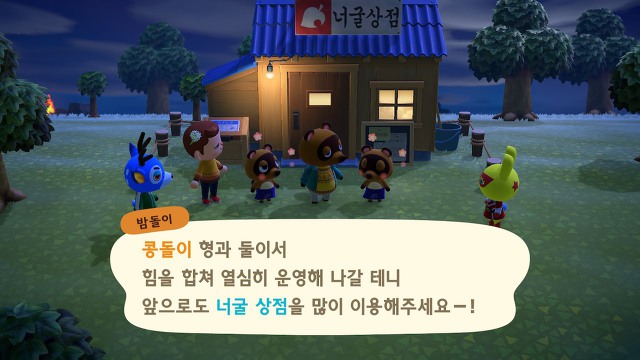 너굴상점
밤돌이
콩돌이 형과 둘이서
힘을 합쳐 열심히 운영해 나갈 테니
앞으로도 너굴 상점을 많이 이용해주세요ー!